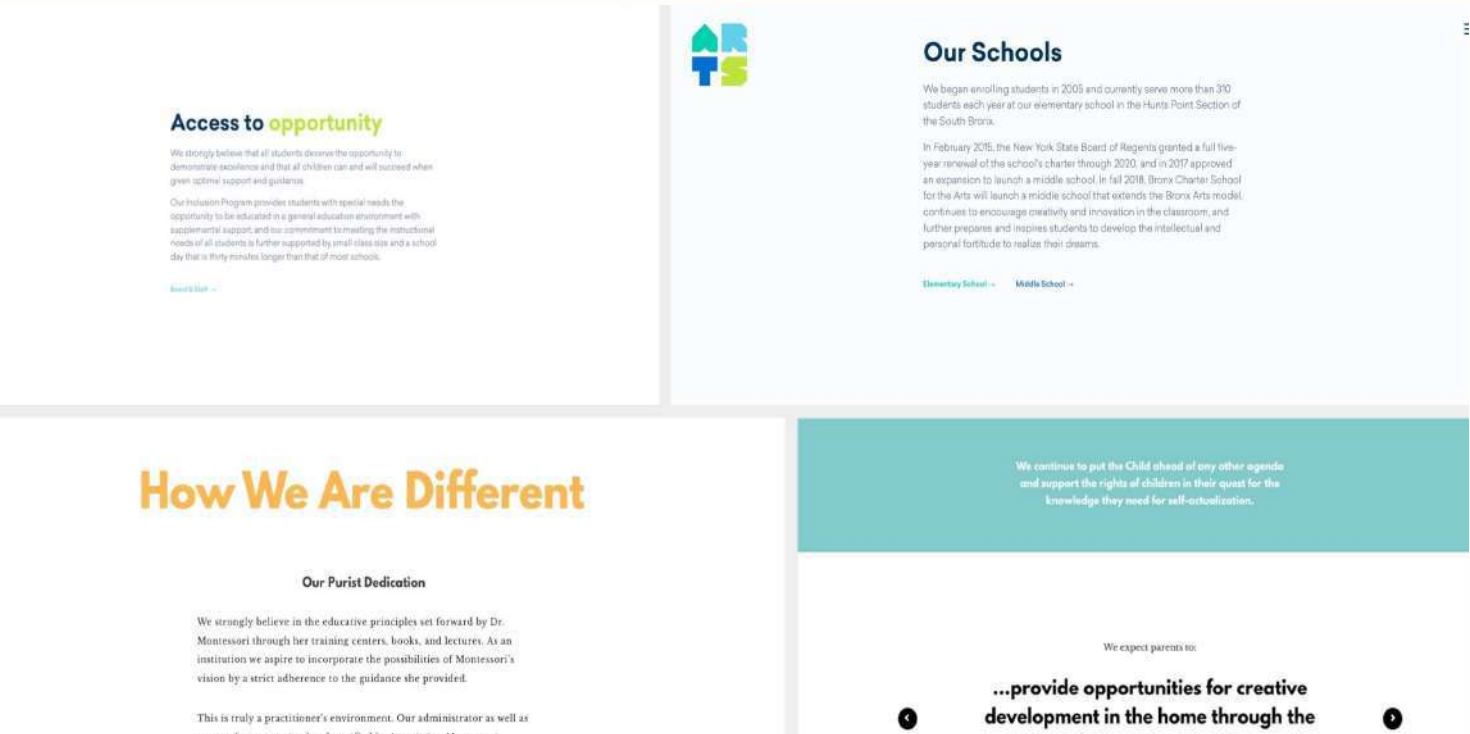 Access to opportunity
We strongly believe that all students deserve the opportunity to
demonstrate excellence and that all children can and will succeed when
given optimal support and guidance.
Our Inclusion Program provides students with special needs the
opportunity to be educated in a general education environment with
supplemental support, and our commitment to meeting the instructional
needs of all students is further supported by small class size and a school
day that is thirty minutes longer than that of most schools.
Board & Staff →
ARTS
Our Schools
We began enrolling students in 2005 and currently serve more than 310
students each year at our elementary school in the Hunts Point Section of
the South Bronx.
In February 2015, the New York State Board of Regents granted a full five-
year renewal of the school's charter through 2020, and in 2017 approved
an expansion to launch a middle school. In fall 2018, Bronx Charter School
for the Arts will launch a middle school that extends the Bronx Arts model,
continues to encourage creativity and innovation in the classroom, and
further prepares and inspires students to develop the intellectual and
personal fortitude to realize their dreams.
Elementary School → Middle School →
How We Are Different
Our Purist Dedication
We strongly believe in the educative principles set forward by Dr.
Montessori through her training centers, books, and lectures. As an
institution we aspire to incorporate the possibilities of Montessori's
vision by a strict adherence to the guidance she provided.
This is truly a practitioner's environment. Our administrator as well as
We continue to put the Child ahead of any other agenda
and support the rights of children in their quest for the
knowledge they need for self-actualization.
We expect parents to:
...provide opportunities for creative
development in the home through the